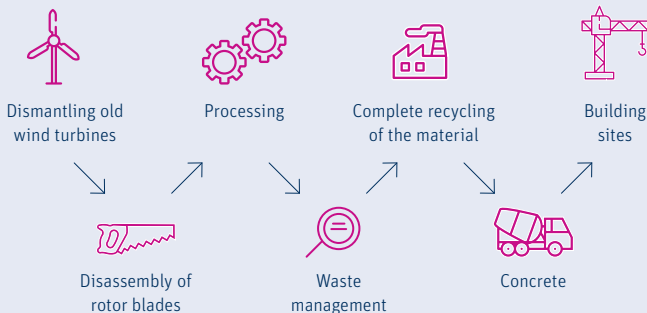 Dismantling old
wind turbines
Processing
Complete recycling
of the material
Building
sites
Disassembly of
rotor blades
Waste
management
Concrete